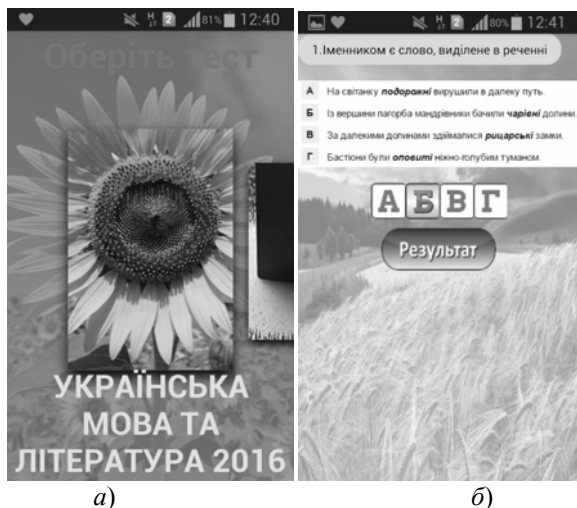 81% 12:40
Оберіть тест
УКРАЇНСЬКА
МОВА ТА
ЛІТЕРАТУРА 2016
а)
80% 12:41
1.Іменником є слово, виділене в реченні
А На світанку подорожні вирушили в далеку путь.
Б Із вершини пагорба мандрівники бачили чарівні долини.
В За далекими долинами здіймалися рицарські замки.
Г Бастіони були оповиті ніжно-голубим туманом.
А Б В Г
Результат
б)